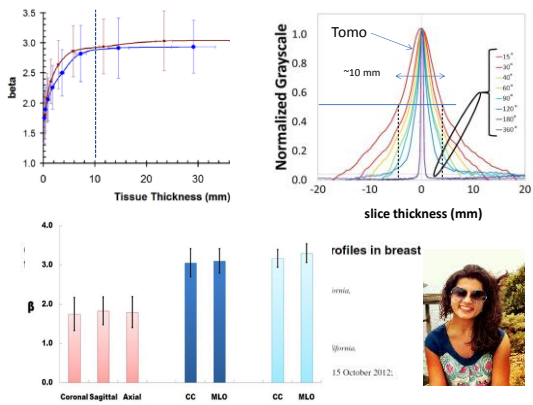 3.5
3.0
2.5
2.0
1.5
1.0
beta
0
10
20
30
Tissue Thickness (mm)
Normalized Grayscale
1.0
0.8
0.6
0.4
0.2
0.0
-20
-10
0
10
20
slice thickness (mm)
Tomo
~10 mm
15°
30°
40°
60°
90°
120°
180°
360°
4.0
3.0
2.0
1.0
0.0
β
Coronal Sagittal Axial
CC MLO
CC MLO
rofiles in breast
ifornia,
lifornia,
15 October 2012;